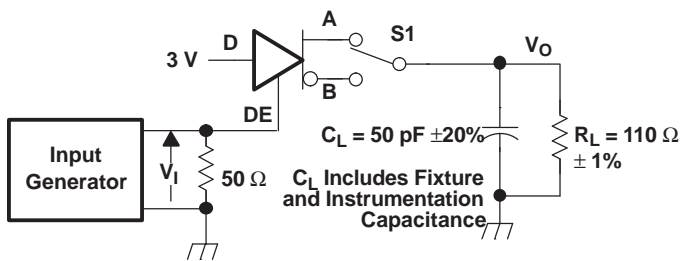 A
S1
D
3 V
VO
B
DE
CL = 50 pF ±20%
RL = 110 Ω
± 1%
Input
Generator
VI
50 Ω
CL Includes Fixture
and Instrumentation
Capacitance